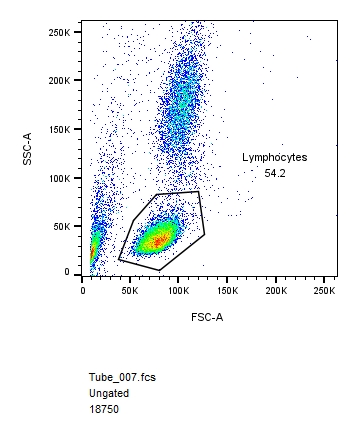 250K
200K
150K
100K
50K
0
SSC-A
Lymphocytes
54.2
0 50K 100K 150K 200K 250K
FSC-A
Tube_007.fcs
Ungated
18750